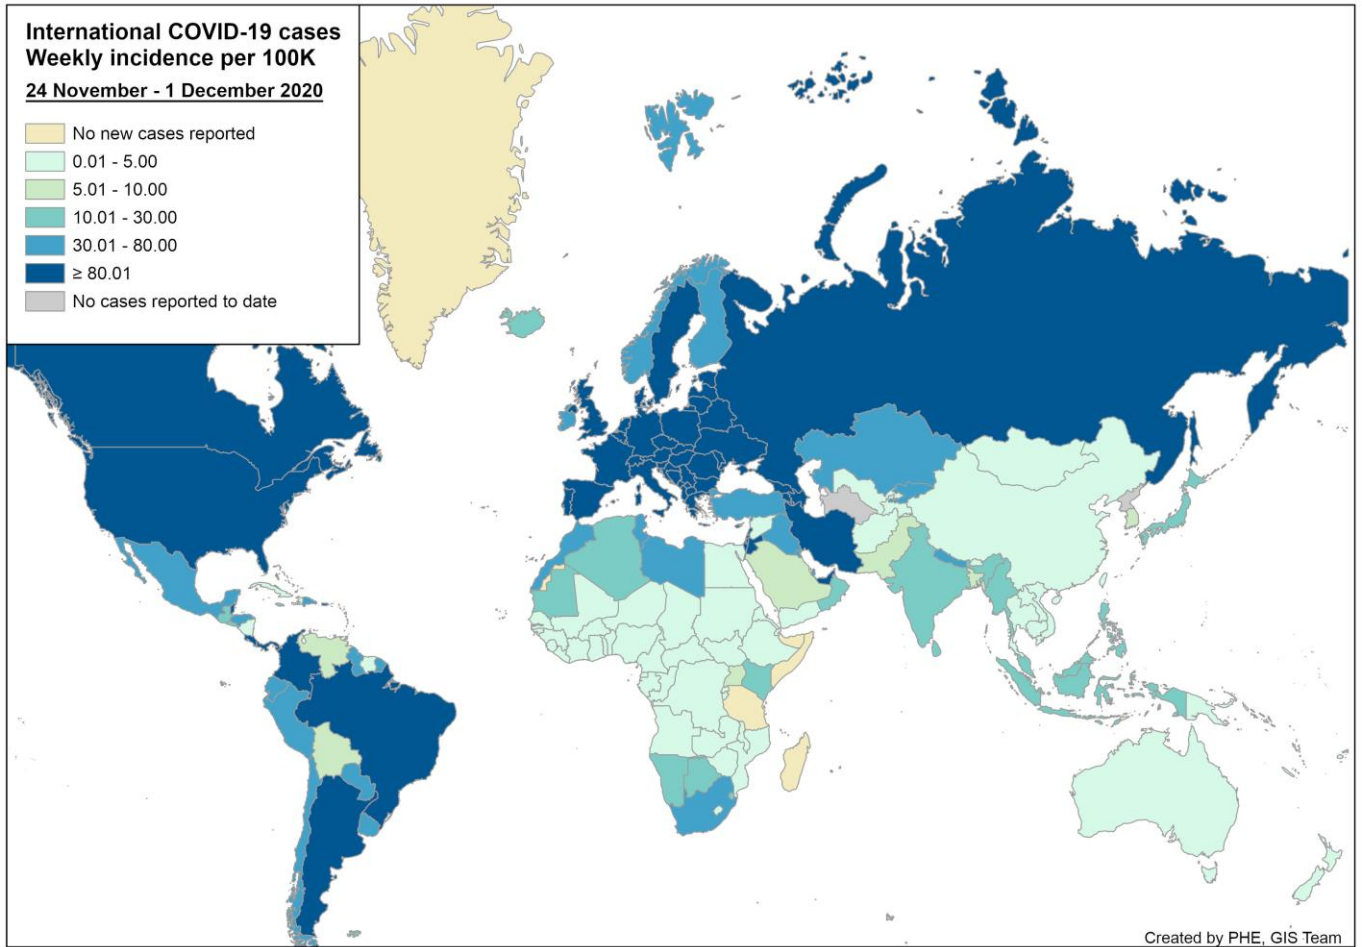 International COVID-19 cases
Weekly incidence per 100K
24 November - 1 December 2020
No new cases reported
0.01 - 5.00
5.01 - 10.00
10.01 - 30.00
30.01 - 80.00
≥ 80.01
No cases reported to date
Created by PHE, GIS Team